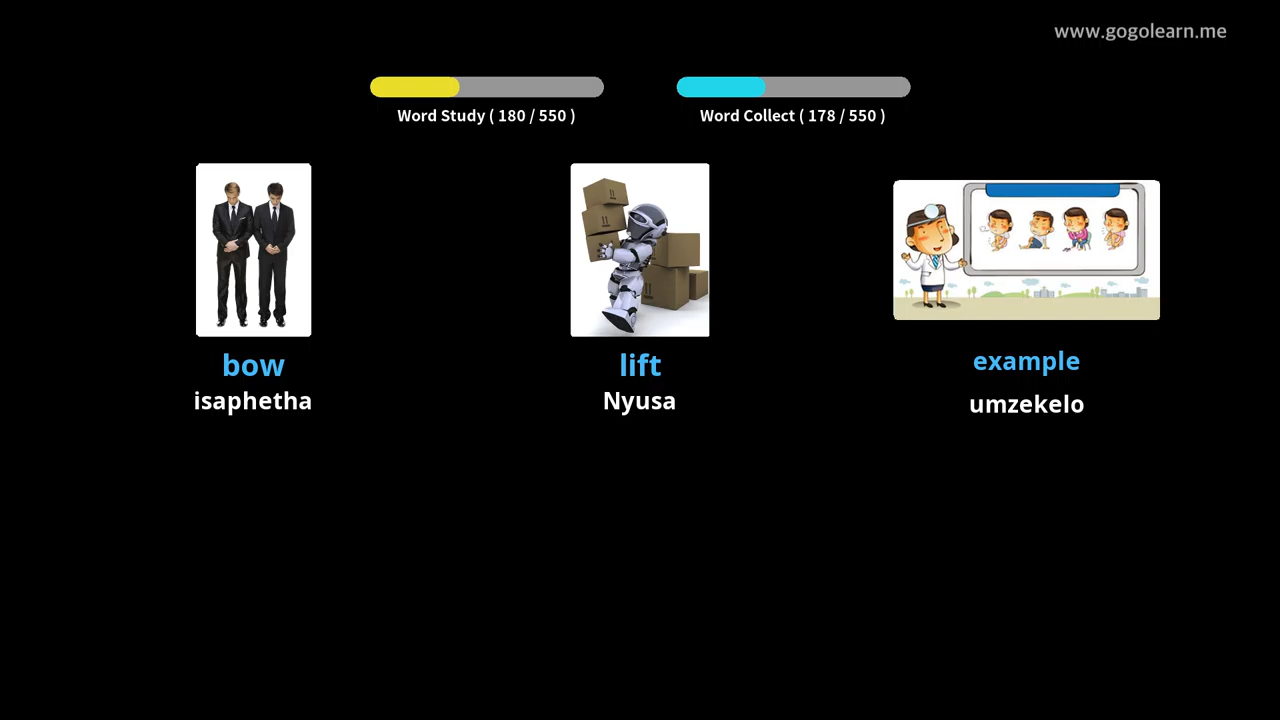 www.gogolearn.me
Word Study ( 180 / 550 )
Word Collect ( 178 / 550 )
bow
isaphetha
lift
Nyusa
example
umzekelo